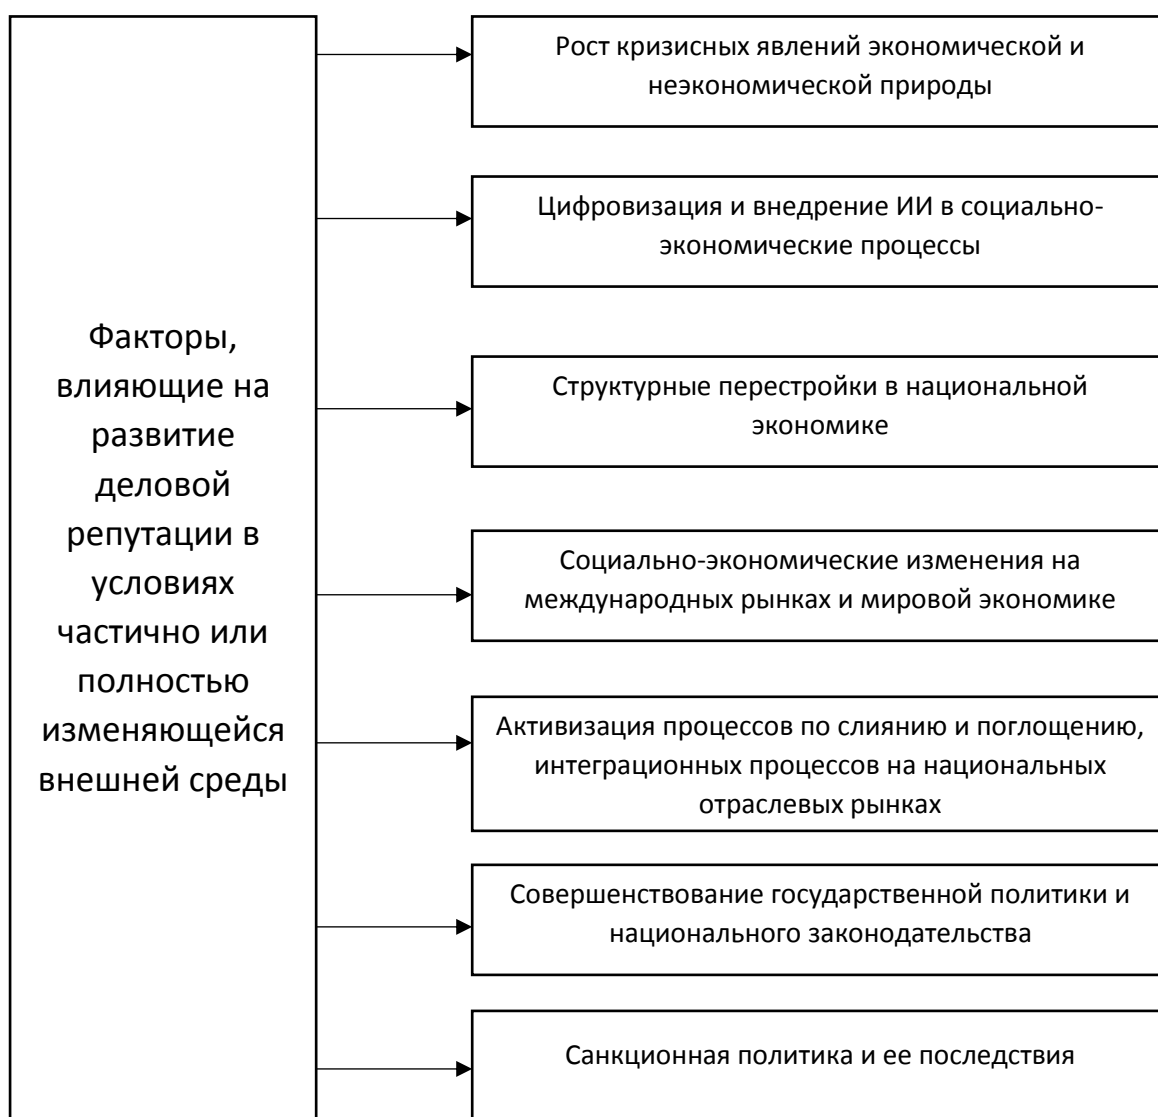 Факторы,
влияющие на
развитие
деловой
репутации в
условиях
частично или
полностью
изменяющейся
внешней среды
Рост кризисных явлений экономической и
неэкономической природы
Цифровизация и внедрение ИИ в социально-
экономические процессы
Структурные перестройки в национальной
экономике
Социально-экономические изменения на
международных рынках и мировой экономике
Активизация процессов по слиянию и поглощению,
интеграционных процессов на национальных
отраслевых рынках
Совершенствование государственной политики и
национального законодательства
Санкционная политика и ее последствия